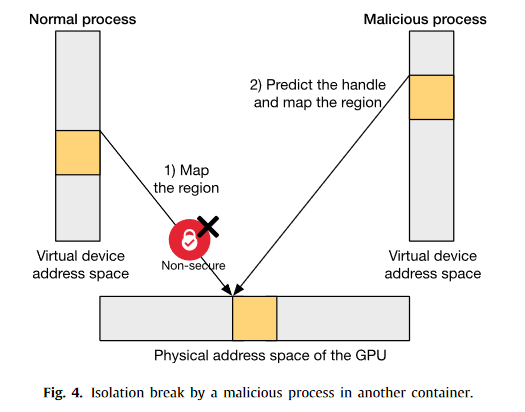 Normal process
Malicious process
2) Predict the handle
and map the region
1) Map
the region
Non-secure
Virtual device
address space
Virtual device
address space
Physical address space of the GPU
Fig. 4. Isolation break by a malicious process in another container.